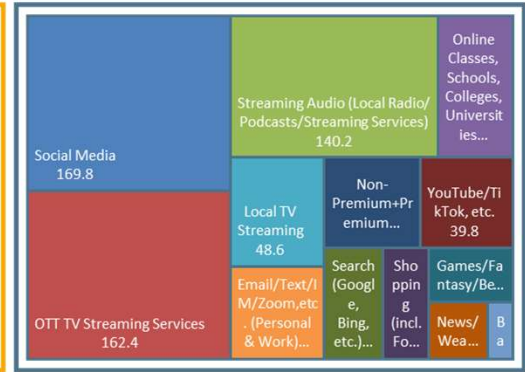 Social Media
169.8
OTT TV Streaming Services
162.4
Streaming Audio (Local Radio/
Podcasts/Streaming Services)
140.2
Online
Classes,
Schools,
Colleges,
Universit
ies...
Local TV
Streaming
48.6
Non-
Premium+Pr
emium...
YouTube/Ti
kTok, etc.
39.8
Email/Text/I
M/Zoom,etc
. (Personal
& Work)...
Search
(Googl
e,
Bing,
etc.)...
Sho
ppin
g
(incl.
Fo...
Games/Fa
ntasy/Be...
News/
Wea...
B
a